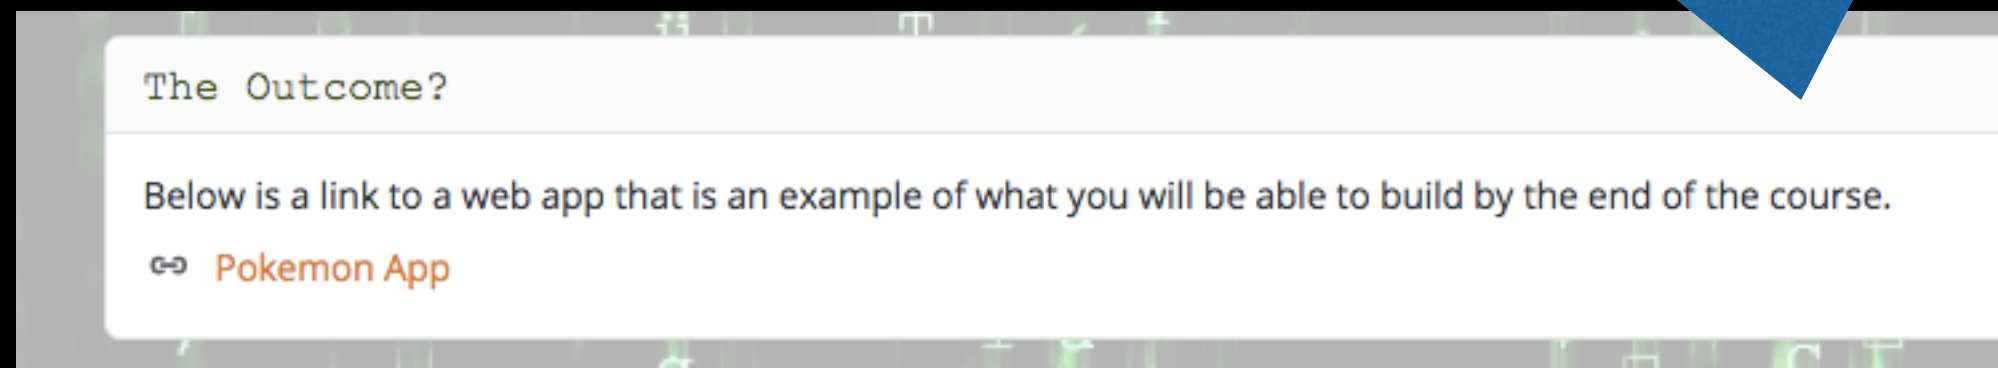 The Outcome?
Below is a link to a web app that is an example of what you will be able to build by the end of the course.
Pokemon App